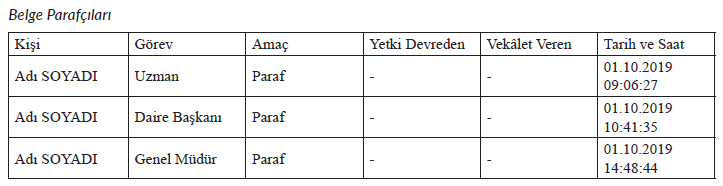 Belge Parafçıları
Kişi Görev Amaç Yetki Devreden Vekâlet Veren Tarih ve Saat
Adı SOYADI Uzman Paraf - - 01.10.2019
09:06:27
Adı SOYADI Daire Başkanı Paraf - - 01.10.2019
10:41:35
Adı SOYADI Genel Müdür Paraf - - 01.10.2019
14:48:44